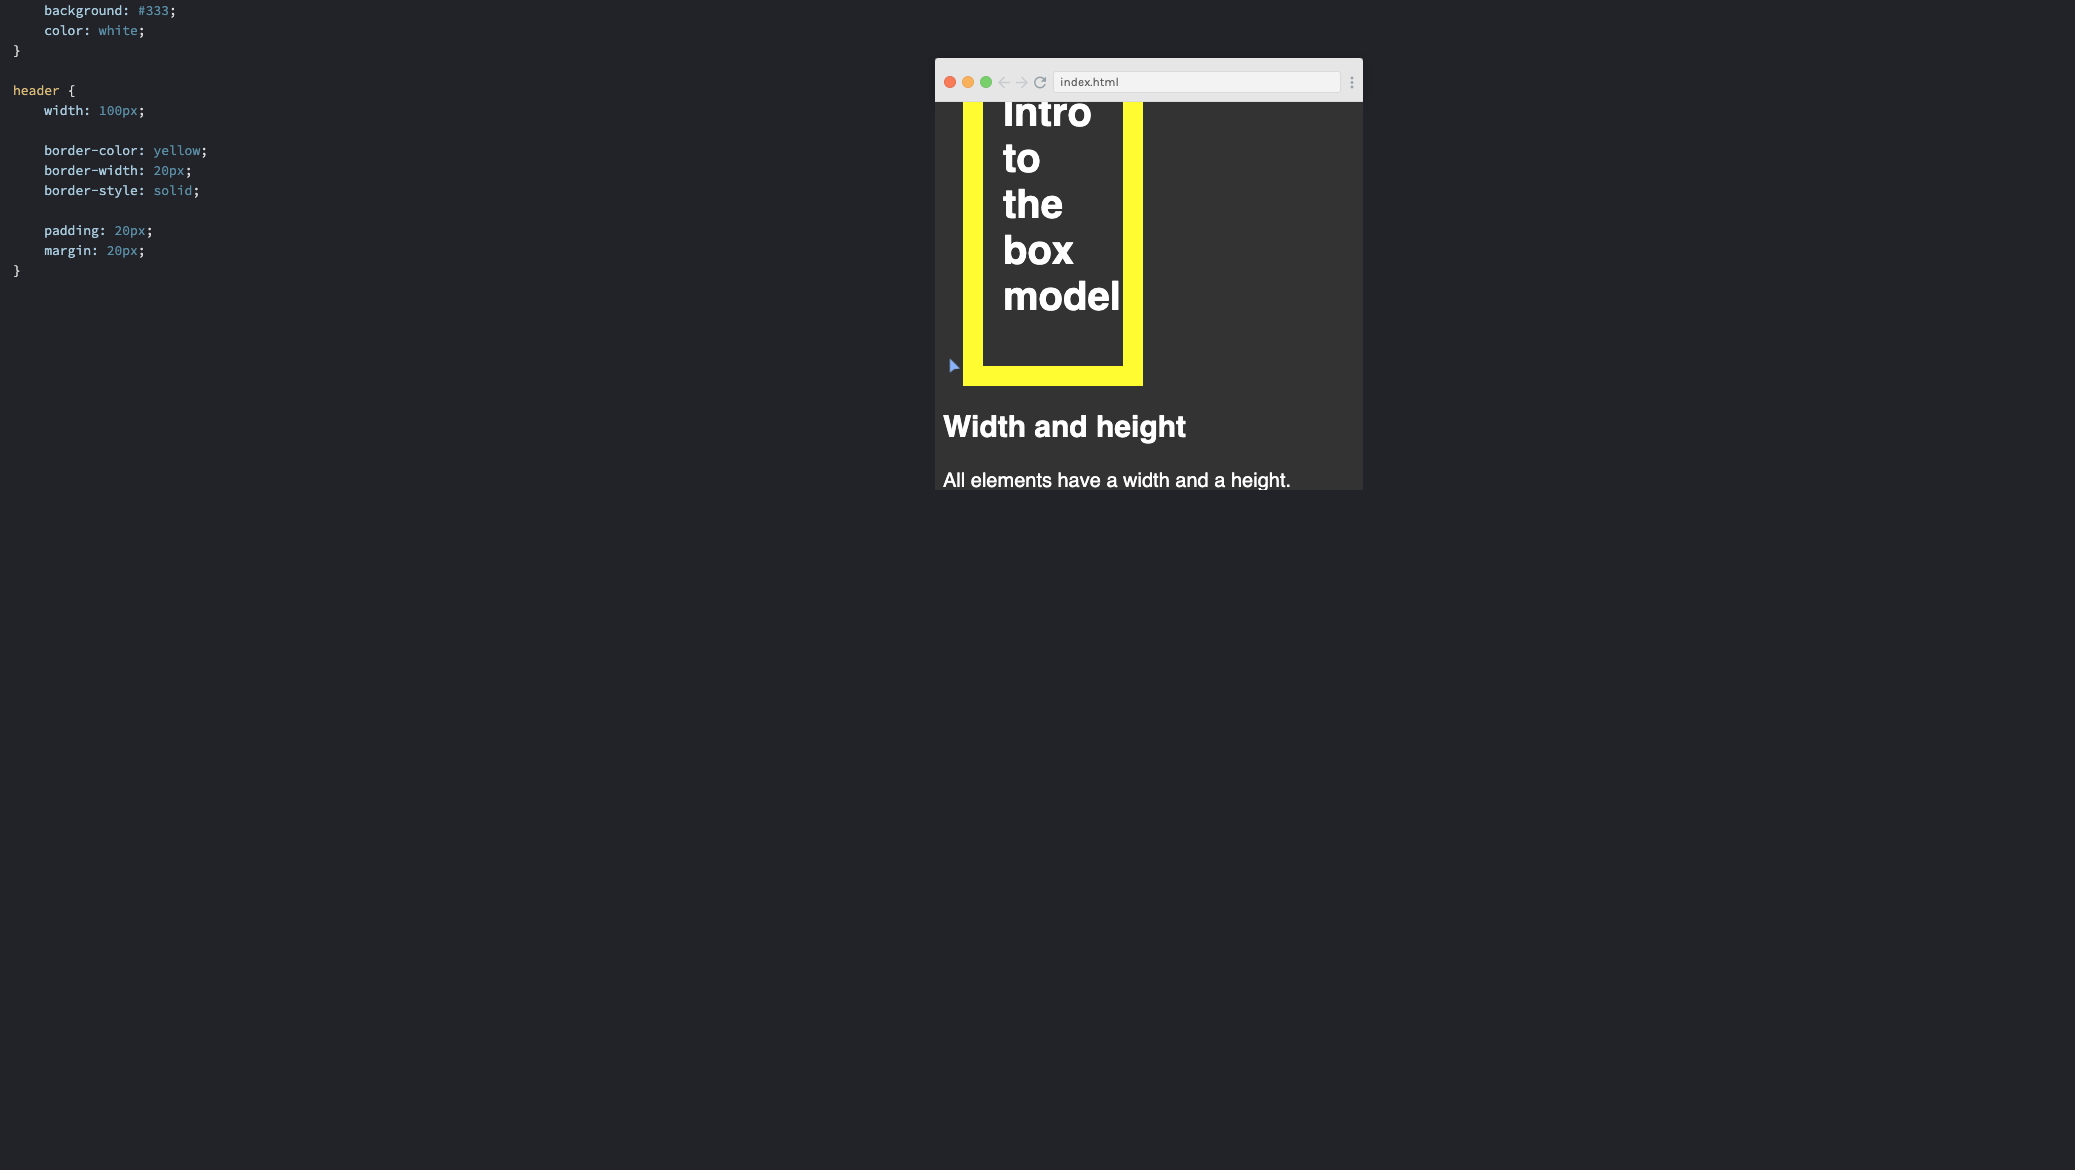 background: #333;
color: white;
}
header {
width: 100px;
border-color: yellow;
border-width: 20px;
border-style: solid;
padding: 20px;
margin: 20px;
}
index.html
Intro
to
the
box
model
Width and height
All elements have a width and a height.